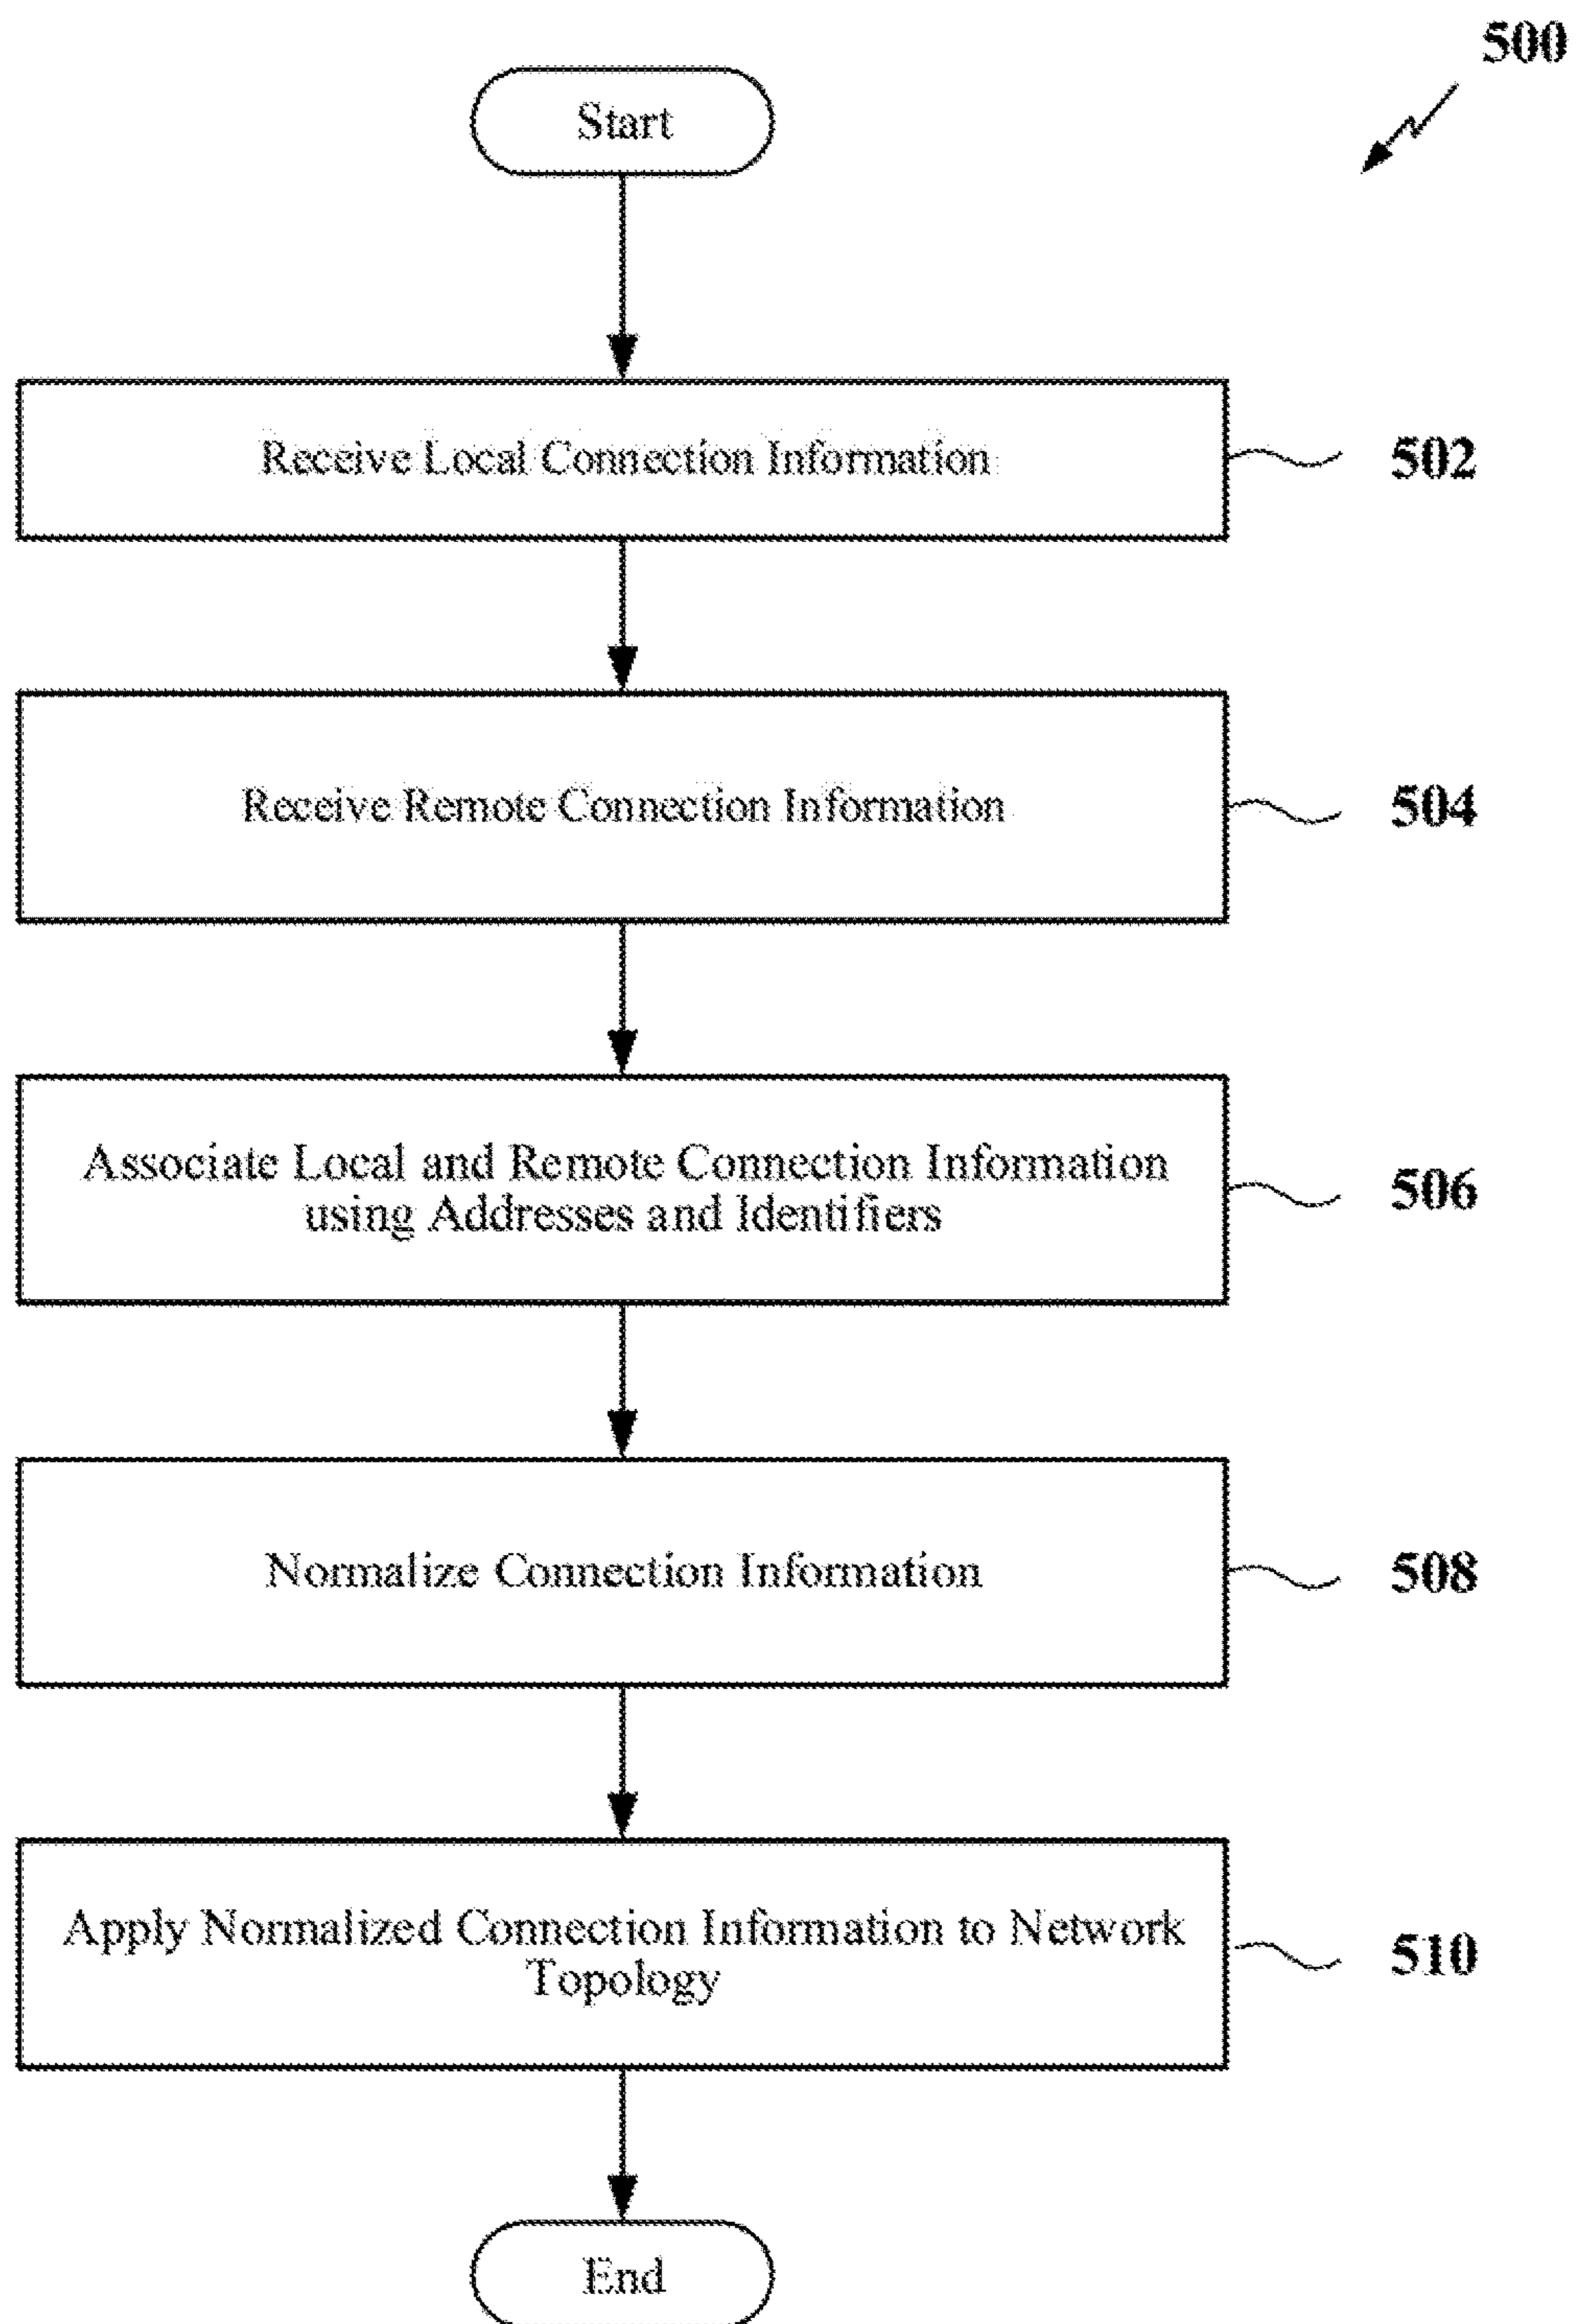 500
Start
Receive Local Connection Information
502
Receive Remote Connection Information
504
Associate Local and Remote Connection Information
using Addresses and Identifiers
506
Normalize Connection Information
508
Apply Normalized Connection Information to Network
Topology
510
End